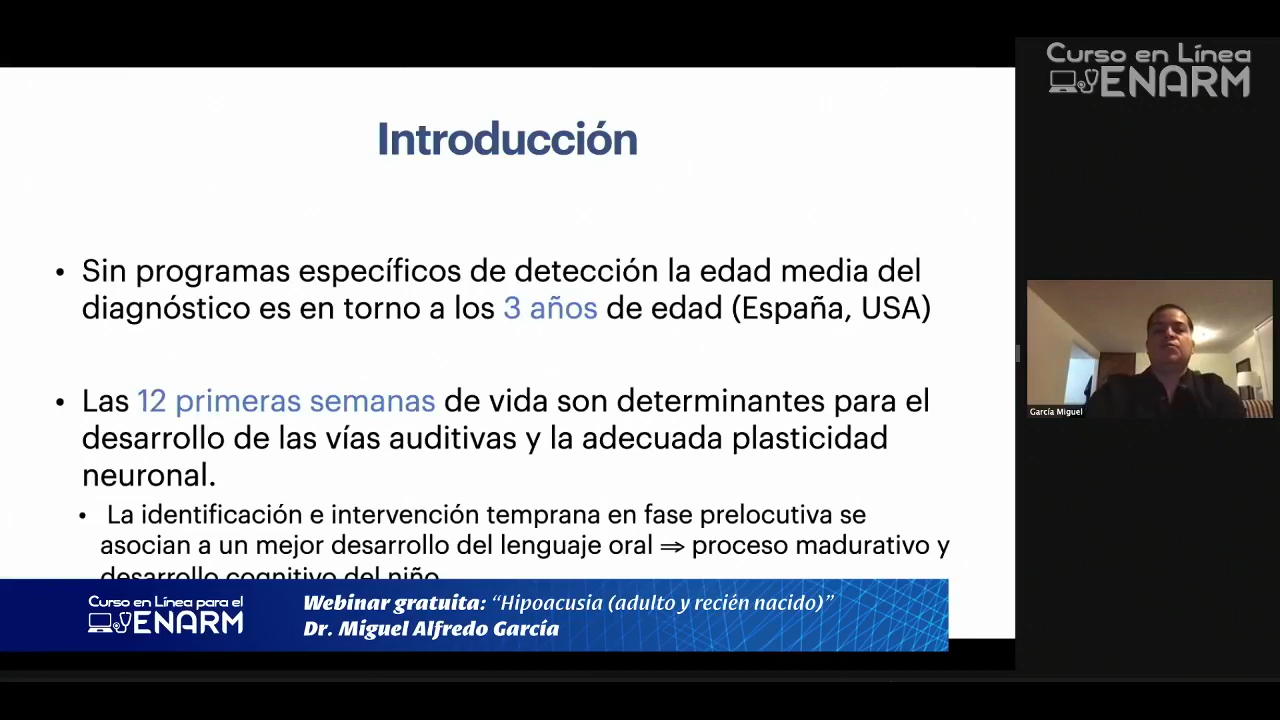 Curso en Línea
ENARM
Introducción
• Sin programas específicos de detección la edad media del
diagnóstico es en torno a los 3 años de edad (España, USA)
• Las 12 primeras semanas de vida son determinantes para el
desarrollo de las vías auditivas y la adecuada plasticidad
neuronal.
• La identificación e intervención temprana en fase prelocutiva se
asocian a un mejor desarrollo del lenguaje oral ⇒ proceso madurativo y
desarrollo cognitivo del niño
García Miguel
Curso en Línea para el
ENARM
Webinar gratuita: “Hipoacusia (adulto y recién nacido)”
Dr. Miguel Alfredo García